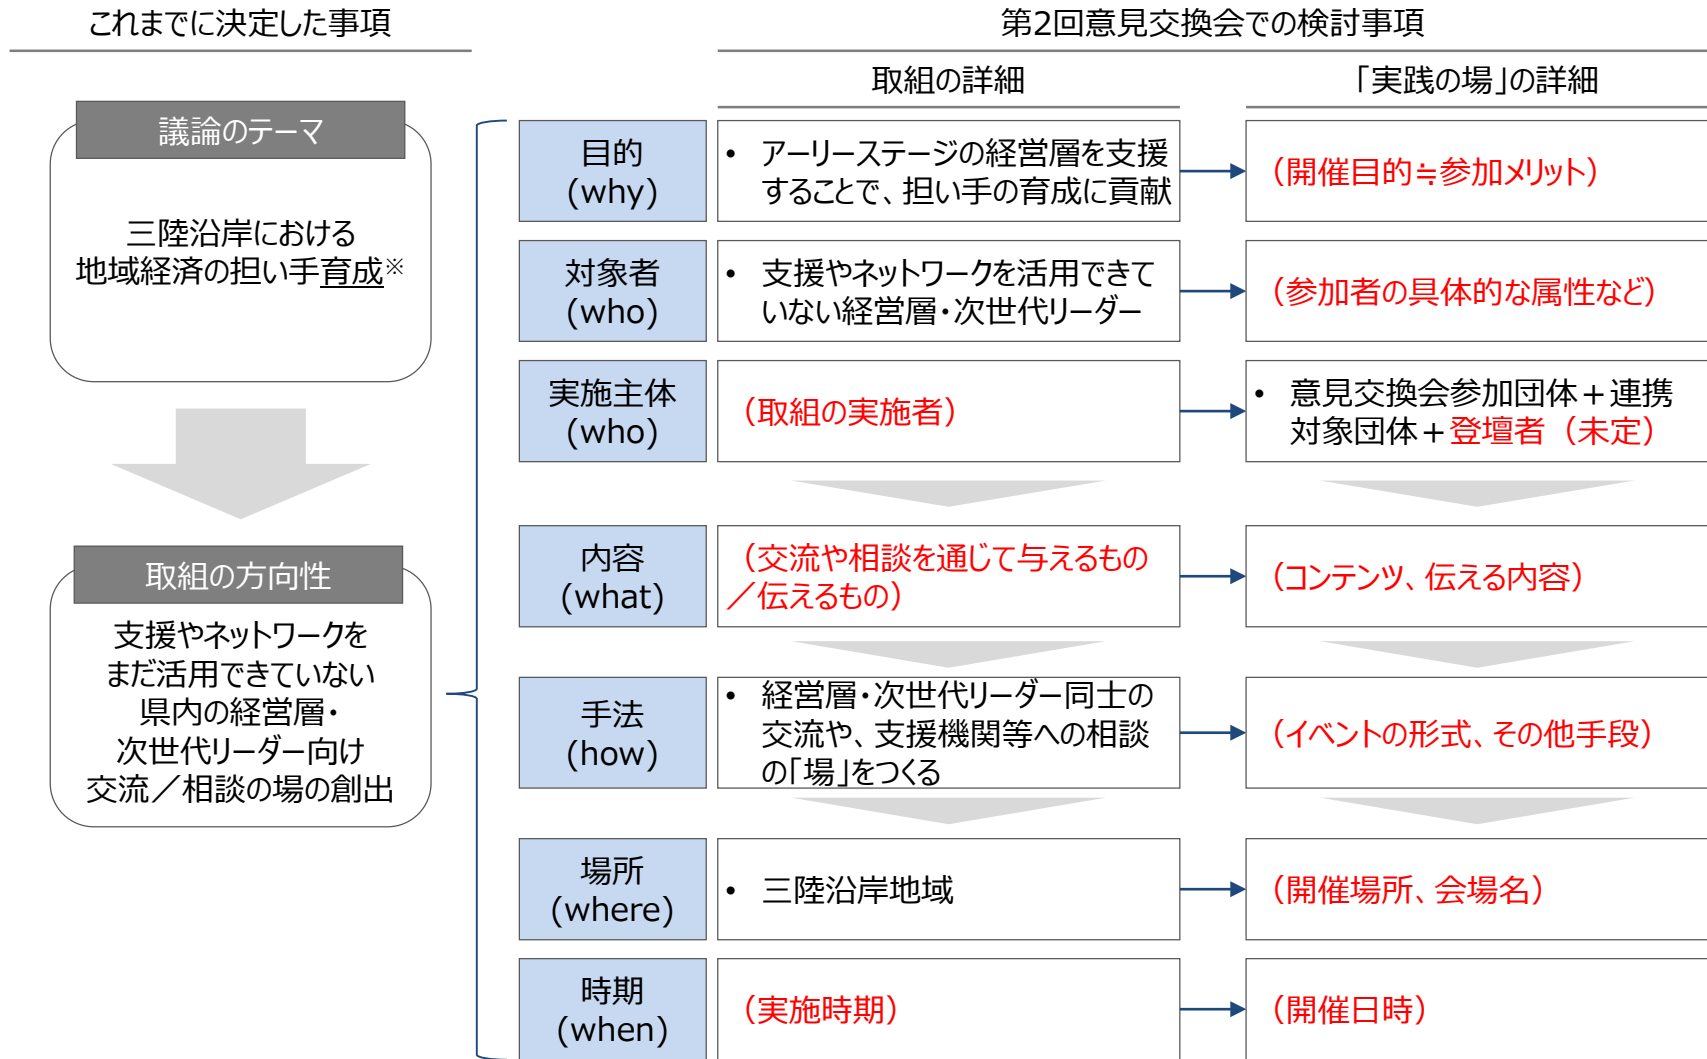 これまでに決定した事項
第2回意見交換会での検討事項
取組の詳細
「実践の場」の詳細
議論のテーマ
三陸沿岸における
地域経済の担い手育成※
取組の方向性
支援やネットワークを
まだ活用できていない
県内の経営層・
次世代リーダー向け
交流／相談の場の創出
目的
(why)
• アーリーステージの経営層を支援
することで、担い手の育成に貢献
（開催目的≒参加メリット）
対象者
(who)
• 支援やネットワークを活用できて
いない経営層・次世代リーダー
（参加者の具体的な属性など）
実施主体
(who)
（取組の実施者）
• 意見交換会参加団体＋連携
対象団体＋登壇者（未定）
内容
(what)
（交流や相談を通じて与えるもの
／伝えるもの）
（コンテンツ、伝える内容）
手法
(how)
• 経営層・次世代リーダー同士の
交流や、支援機関等への相談
の「場」をつくる
（イベントの形式、その他手段）
場所
(where)
• 三陸沿岸地域
（開催場所、会場名）
時期
(when)
（実施時期）
（開催日時）